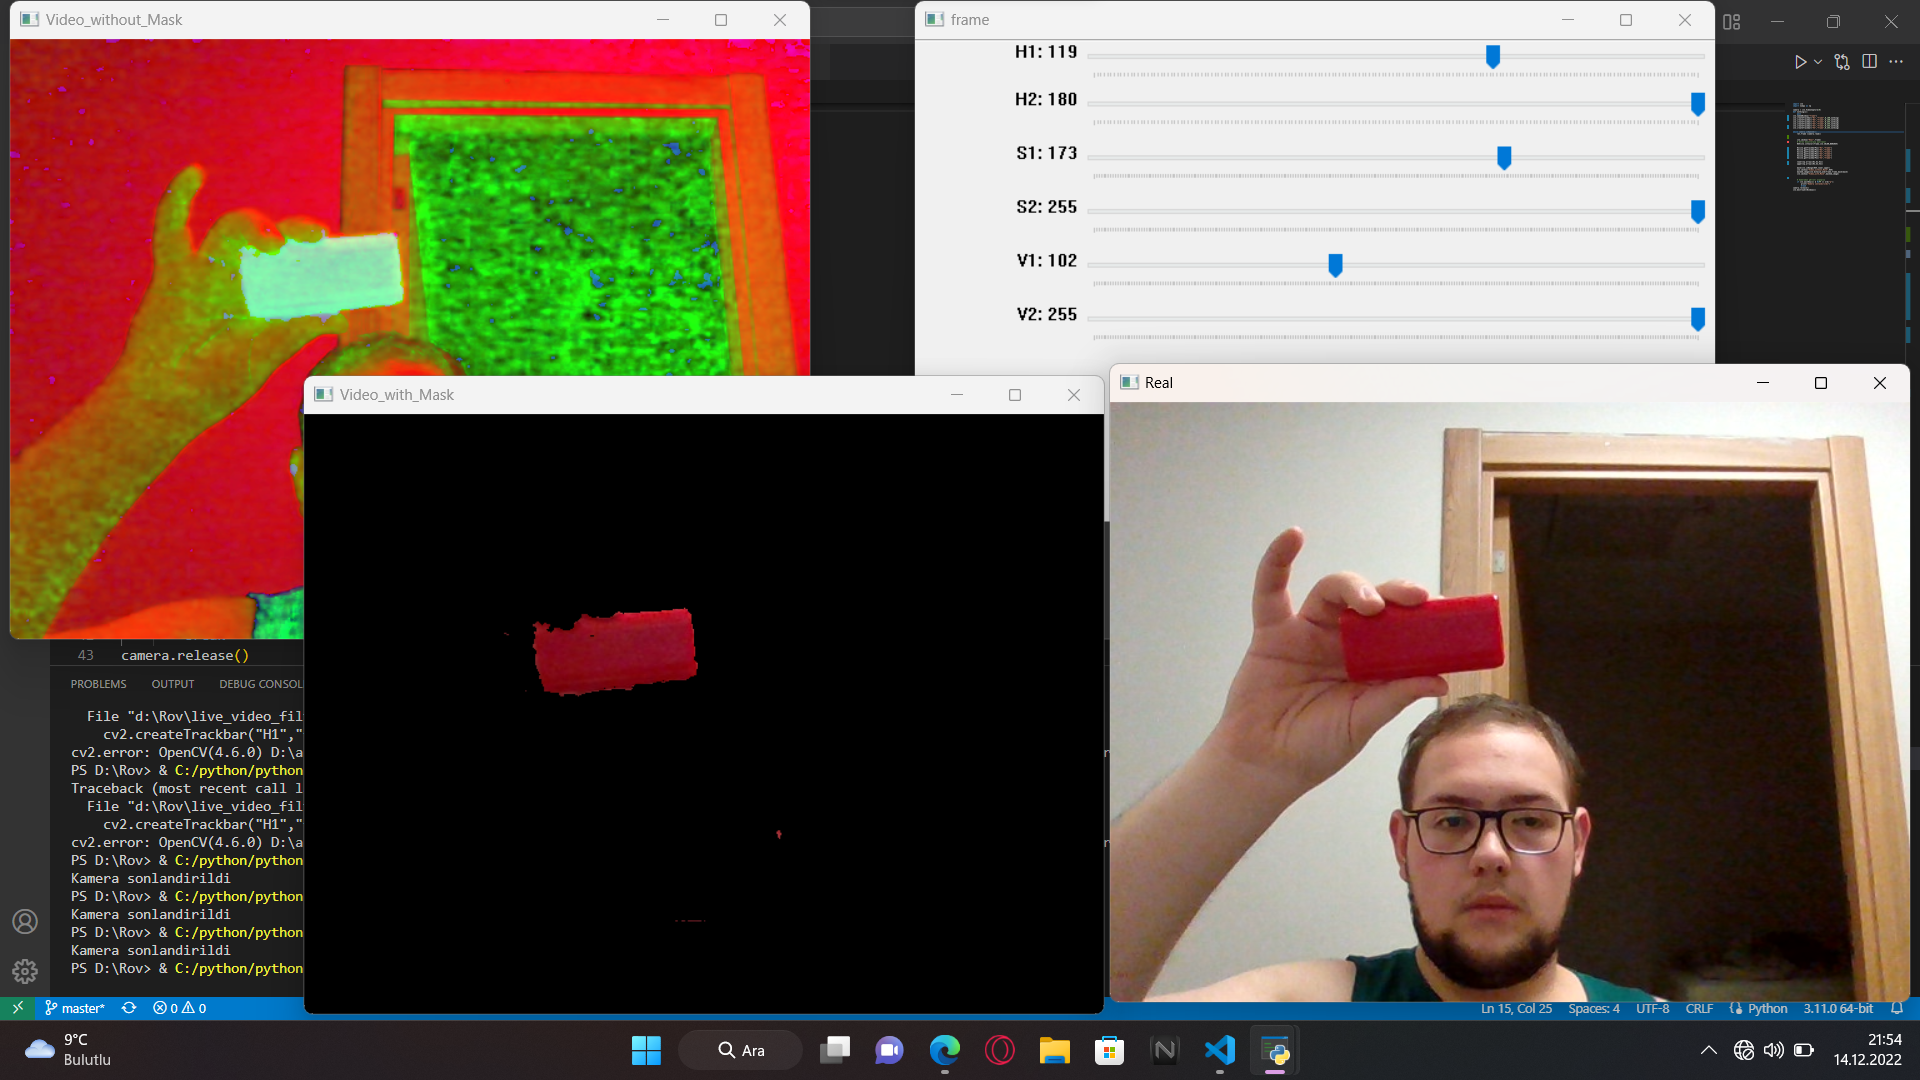 Video_without_Mask
frame
H1: 119
H2: 180
S1: 173
S2: 255
V1: 102
V2: 255
Video_with_Mask
Real
43 camera.release()
PROBLEMS OUTPUT DEBUG CONSOL
File "d:\Rov\live_video_fil
cv2.createTrackbar("H1","
cv2.error: OpenCV(4.6.0) D:\a
PS D:\Rov> & C:/python/python
Traceback (most recent call l
File "d:\Rov\live_video_fil
cv2.createTrackbar("H1","
cv2.error: OpenCV(4.6.0) D:\a
PS D:\Rov> & C:/python/python
Kamera sonlandirildi
PS D:\Rov> & C:/python/python
Kamera sonlandirildi
PS D:\Rov> & C:/python/python
Kamera sonlandirildi
PS D:\Rov> & C:/python/python
master* 0 0 Ln 15, Col 25 Spaces: 4 UTF-8 CRLF Python 3.11.0 64-bit
9°C
Bulutlu
Ara
21:54
14.12.2022